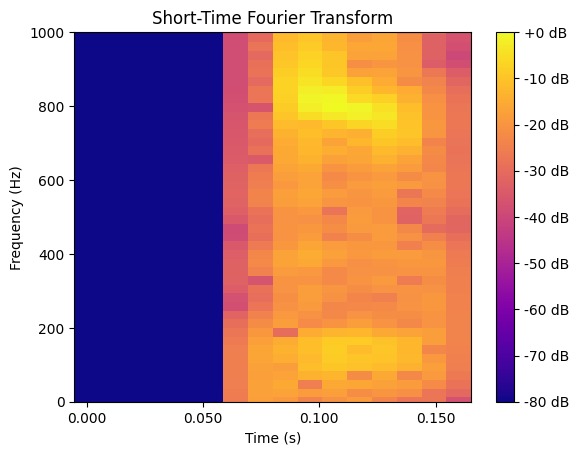 Short-Time Fourier Transform
1000
800
600
400
200
0
Frequency (Hz)
0.000
0.050
0.100
0.150
Time (s)
+0 dB
-10 dB
-20 dB
-30 dB
-40 dB
-50 dB
-60 dB
-70 dB
-80 dB